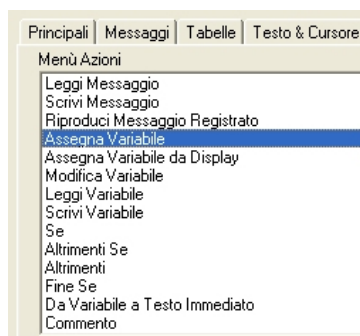 Principali Messaggi Tabelle Testo & Cursore
Menù Azioni
Leggi Messaggio
Scrivi Messaggio
Riproduci Messaggio Registrato
Assegna Variabile
Assegna Variabile da Display
Modifica Variabile
Leggi Variabile
Scrivi Variabile
Se
Altrimenti Se
Altrimenti
Fine Se
Da Variabile a Testo Immediato
Commento